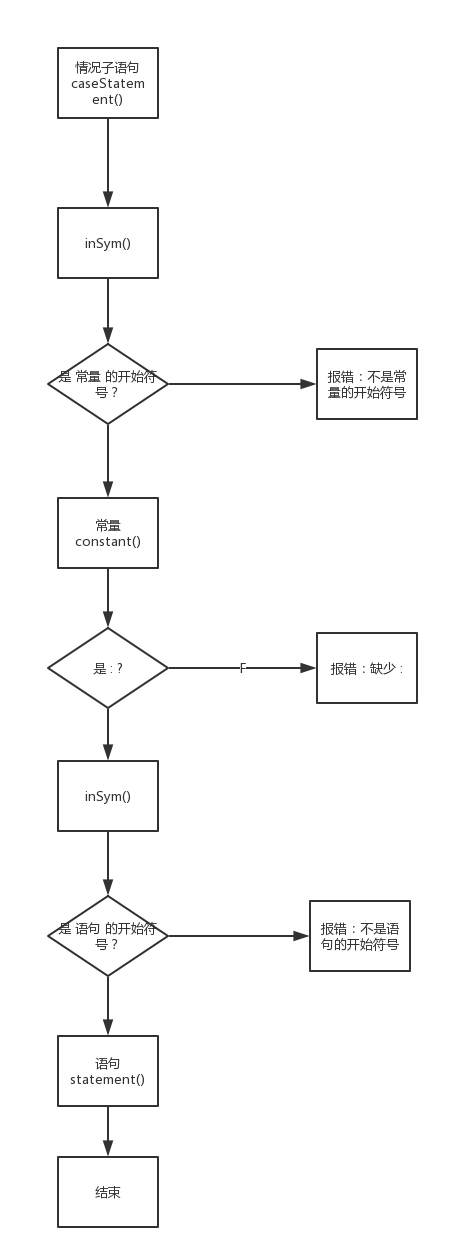 情况子语句
caseStatem
ent()
inSym()
是 常量 的开始符
号？
报错：不是常
量的开始符号
常量
constant()
是 : ?
F
报错：缺少 :
inSym()
是 语句 的开始符
号？
报错：不是语
句的开始符号
语句
statement()
结束